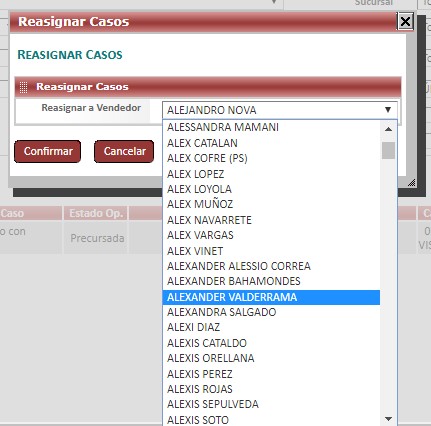 Sucursal
Reasignar Casos
REASIGNAR CASOS
Reasignar Casos
Reasignar a Vendedor
ALEJANDRO NOVA
ALESSANDRA MAMANI
ALEX CATALAN
ALEX COFRE (PS)
ALEX LOPEZ
ALEX LOYOLA
ALEX MUÑOZ
ALEX NAVARRETE
ALEX VARGAS
ALEX VINET
ALEXANDER ALESSIO CORREA
ALEXANDER BAHAMONDES
ALEXANDER VALDERRAMA
ALEXANDRA SALGADO
ALEXI DIAZ
ALEXIS CATALDO
ALEXIS ORELLANA
ALEXIS PEREZ
ALEXIS ROJAS
ALEXIS SEPULVEDA
ALEXIS SOTO
Confirmar
Cancelar
Caso
Estado Op.
o con
Precursada